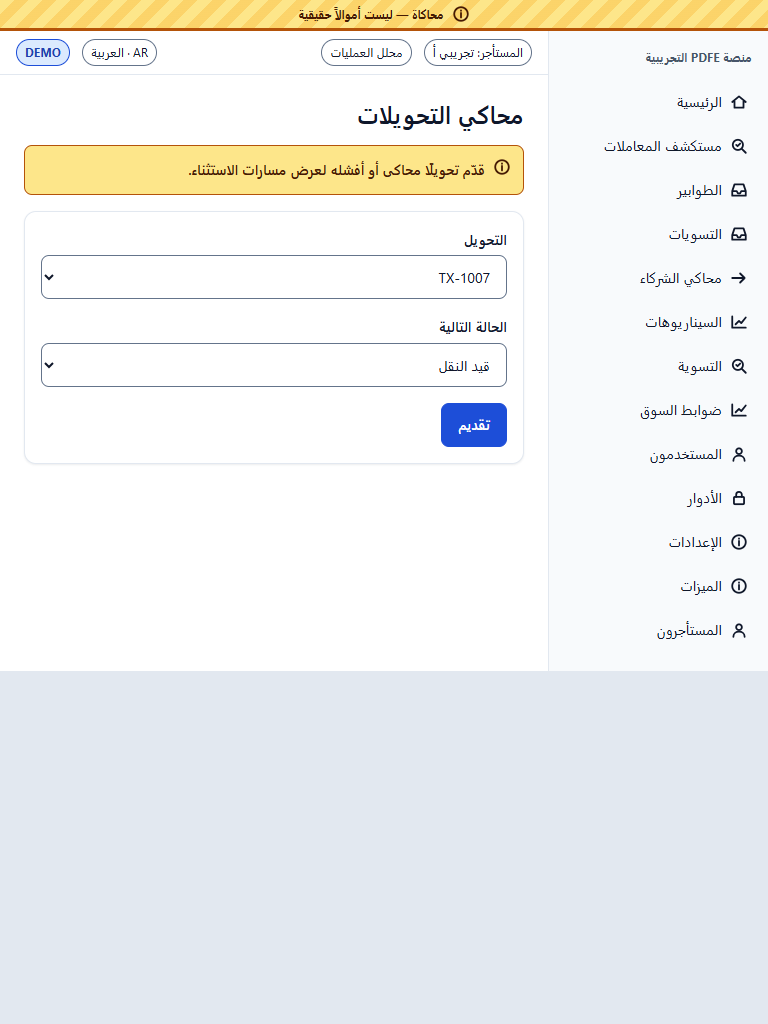 محاكاة — ليست أموالاً حقيقية
منصة PDFE التجريبية
الرئيسية
مستكشف المعاملات
الطوابير
التسويات
محاكي الشركاء
السيناريوهات
التسوية
ضوابط السوق
المستخدمون
الأدوار
الإعدادات
الميزات
المستأجرون
المستأجر: تجريبي أ
محلل العمليات
AR · العربية
DEMO
محاكي التحويلات
قدّم تحويلًا محاكى أو أفشله لعرض مسارات الاستثناء.
التحويل
TX-1007
الحالة التالية
قيد النقل
تقديم